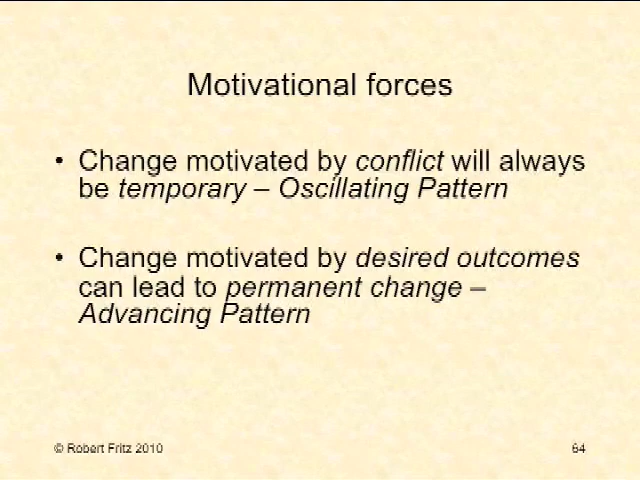 Motivational forces
• Change motivated by conflict will always
be temporary – Oscillating Pattern
• Change motivated by desired outcomes
can lead to permanent change –
Advancing Pattern
© Robert Fritz 2010
64